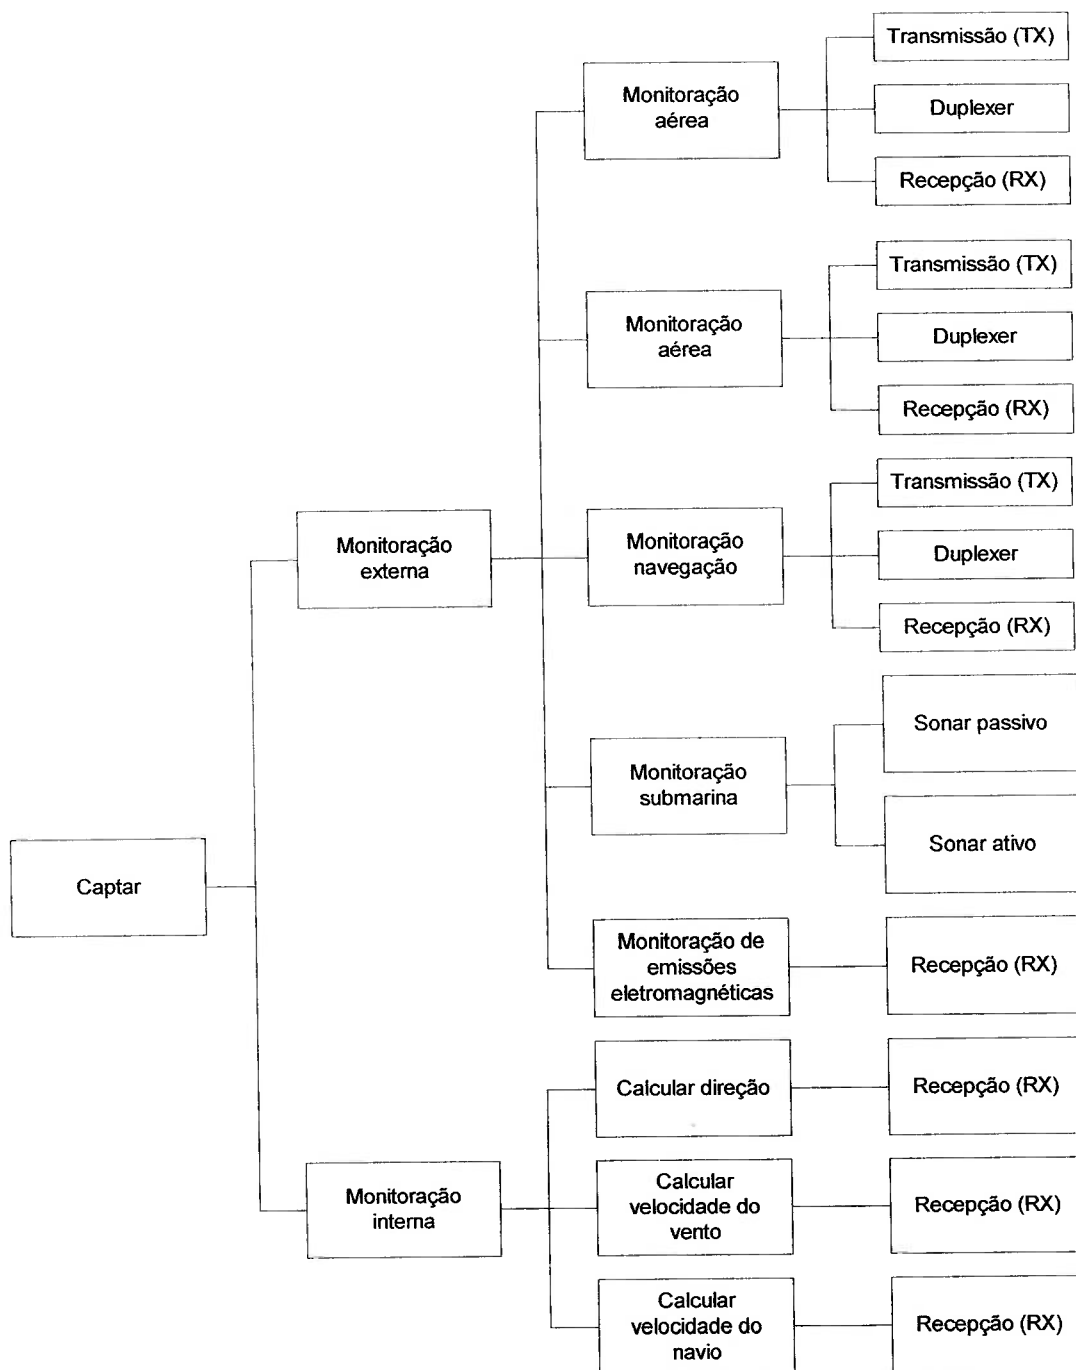 Transmissão (TX)
Monitoração
aérea
Duplexer
Recepção (RX)
Transmissão (TX)
Monitoração
aérea
Duplexer
Recepção (RX)
Transmissão (TX)
Monitoração
externa
Monitoração
navegação
Duplexer
Recepção (RX)
Sonar passivo
Monitoração
submarina
Sonar ativo
Captar
Monitoração de
emissões
eletromagnéticas
Recepção (RX)
Calcular direção
Recepção (RX)
Monitoração
interna
Calcular
velocidade do
vento
Recepção (RX)
Calcular
velocidade do
navio
Recepção (RX)